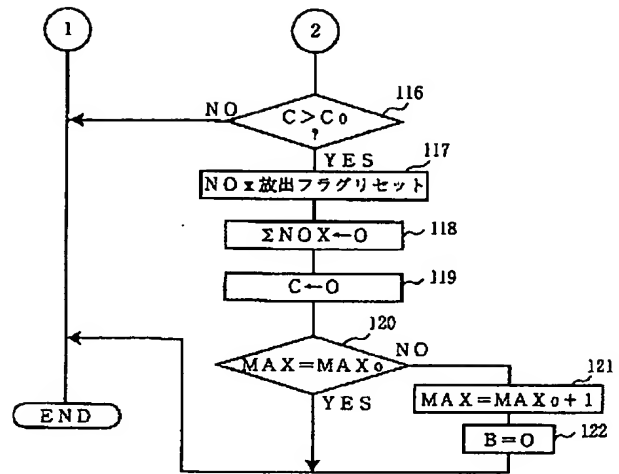 1
2
116
NO
C>C₀
?
YES
117
NOx放出フラグリセット
ΣNOX←0
118
C←0
119
120
MAX=MAX₀
NO
YES
121
MAX=MAX₀+1
B=0
122
END